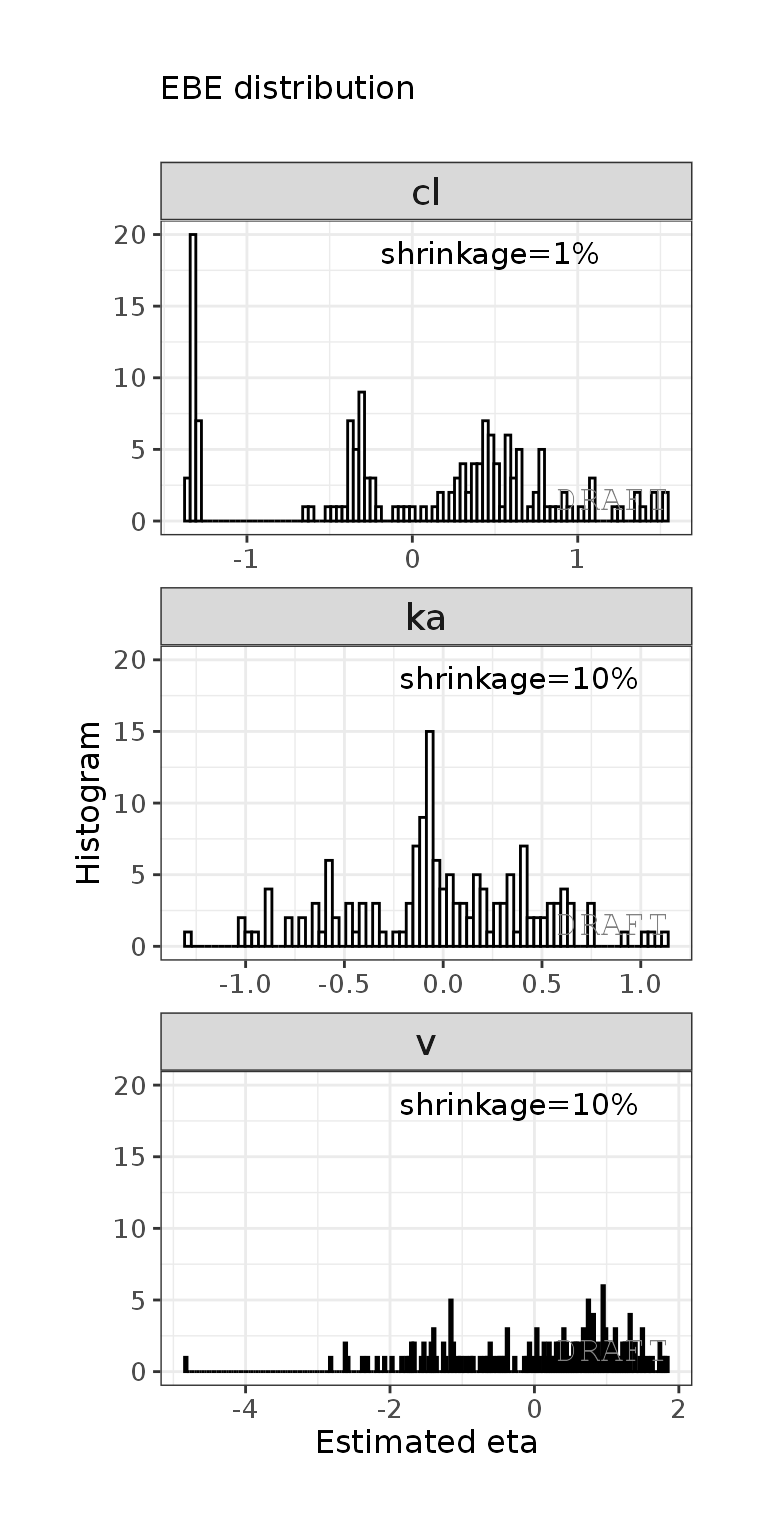 EBE distribution
cl
20
shrinkage=1%
15
10
5
DRAFT
0
-1 0 1
ka
20
shrinkage=10%
15
10
5
DRAFT
0
-1.0 -0.5 0.0 0.5 1.0
Histogram
v
20
shrinkage=10%
15
10
5
DRAFT
0
-4 -2 0 2
Estimated eta